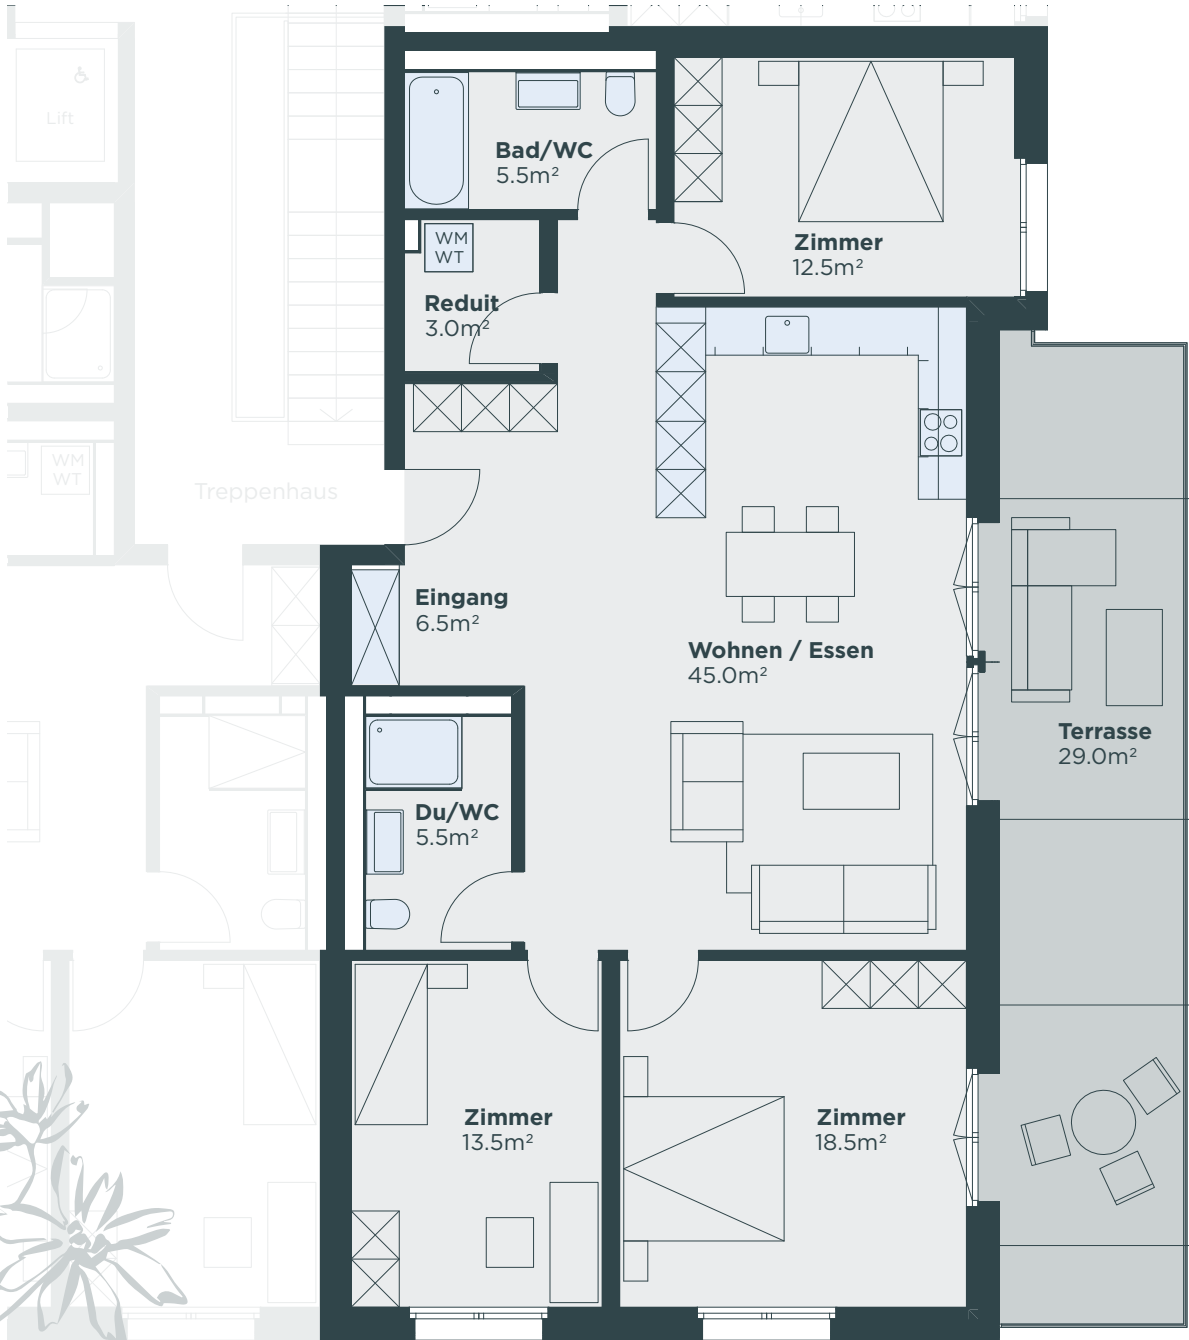 Lift
Bad/WC
5.5m²
Zimmer
12.5m²
WM
WT
Reduit
3.0m²
WM
WT
Treppenhaus
Eingang
6.5m²
Wohnen / Essen
45.0m²
Terrasse
29.0m²
Du/WC
5.5m²
Zimmer
13.5m²
Zimmer
18.5m²